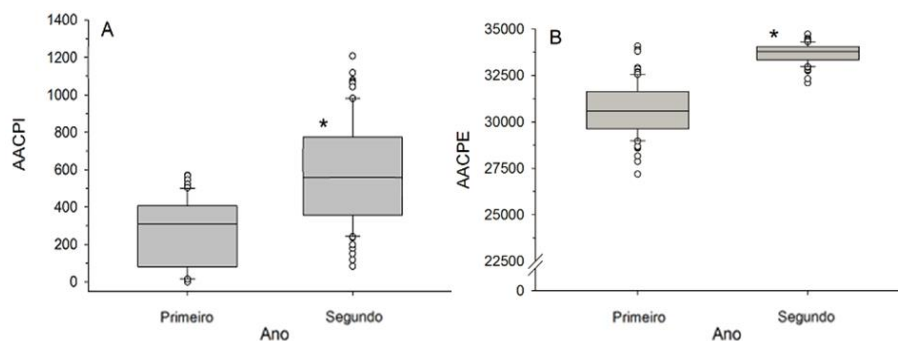 A
AACPI
1400
1200
1000
800
600
400
200
0
*
Primeiro
Segundo
Ano
B
AACPE
35000
32500
30000
27500
25000
22500
0
*
Primeiro
Segundo
Ano